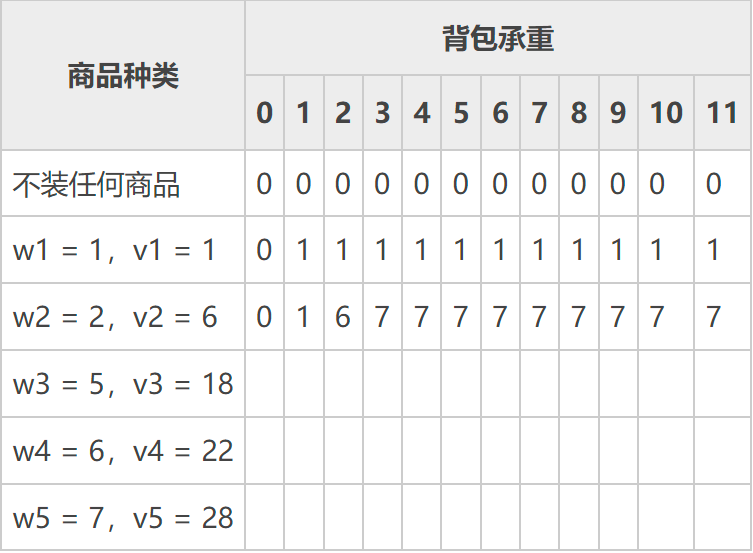 背包承重
商品种类
0 1 2 3 4 5 6 7 8 9 10 11
不装任何商品 0 0 0 0 0 0 0 0 0 0 0 0
w1 = 1，v1 = 1 0 1 1 1 1 1 1 1 1 1 1 1
w2 = 2，v2 = 6 0 1 6 7 7 7 7 7 7 7 7 7
w3 = 5，v3 = 18
w4 = 6，v4 = 22
w5 = 7，v5 = 28